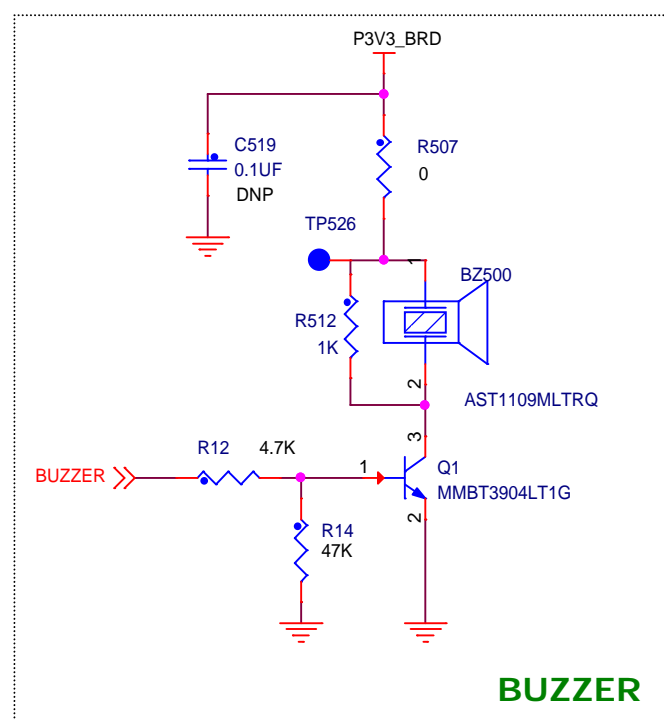 P3V3_BRD
C519
0.1UF
DNP
R507
0
TP526
1
BZ500
R512
1K
2
AST1109MLTRQ
3
R12 4.7K
BUZZER
1
Q1
MMBT3904LT1G
2
R14
47K
BUZZER